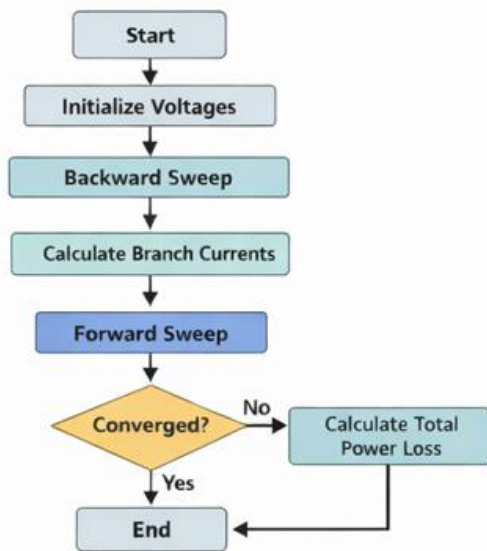 Start
Initialize Voltages
Backward Sweep
Calculate Branch Currents
Forward Sweep
Converged?
No
Calculate Total
Power Loss
Yes
End